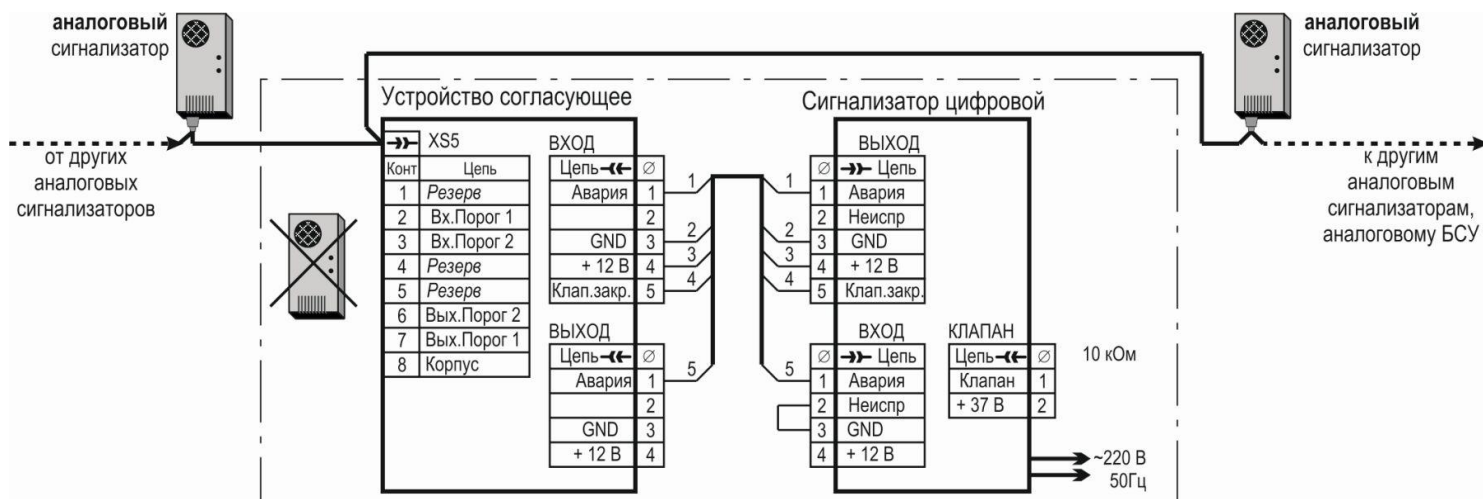 аналоговый
сигнализатор
аналоговый
сигнализатор
от других
аналоговых
сигнализаторов
к другим
аналоговым
сигнализаторам,
аналоговому БСУ
Устройство согласующее
XS5
Конт Цепь
1 Резерв
2 Вх.Порог 1
3 Вх.Порог 2
4 Резерв
5 Резерв
6 Вых.Порог 2
7 Вых.Порог 1
8 Корпус
ВХОД
Цепь ∅
Авария 1
2
GND 3
+ 12 В 4
Клап.закр. 5
ВЫХОД
Цепь ∅
Авария 1
2
GND 3
+ 12 В 4
1
2
3
4
5
1
2
3
4
5
Сигнализатор цифровой
ВЫХОД
∅ Цепь
1 Авария
2 Неиспр
3 GND
4 + 12 В
5 Клап.закр.
ВХОД
∅ Цепь
1 Авария
2 Неиспр
3 GND
4 + 12 В
КЛАПАН
Цепь ∅
Клапан 1
+ 37 В 2
10 кОм
~220 В
50Гц